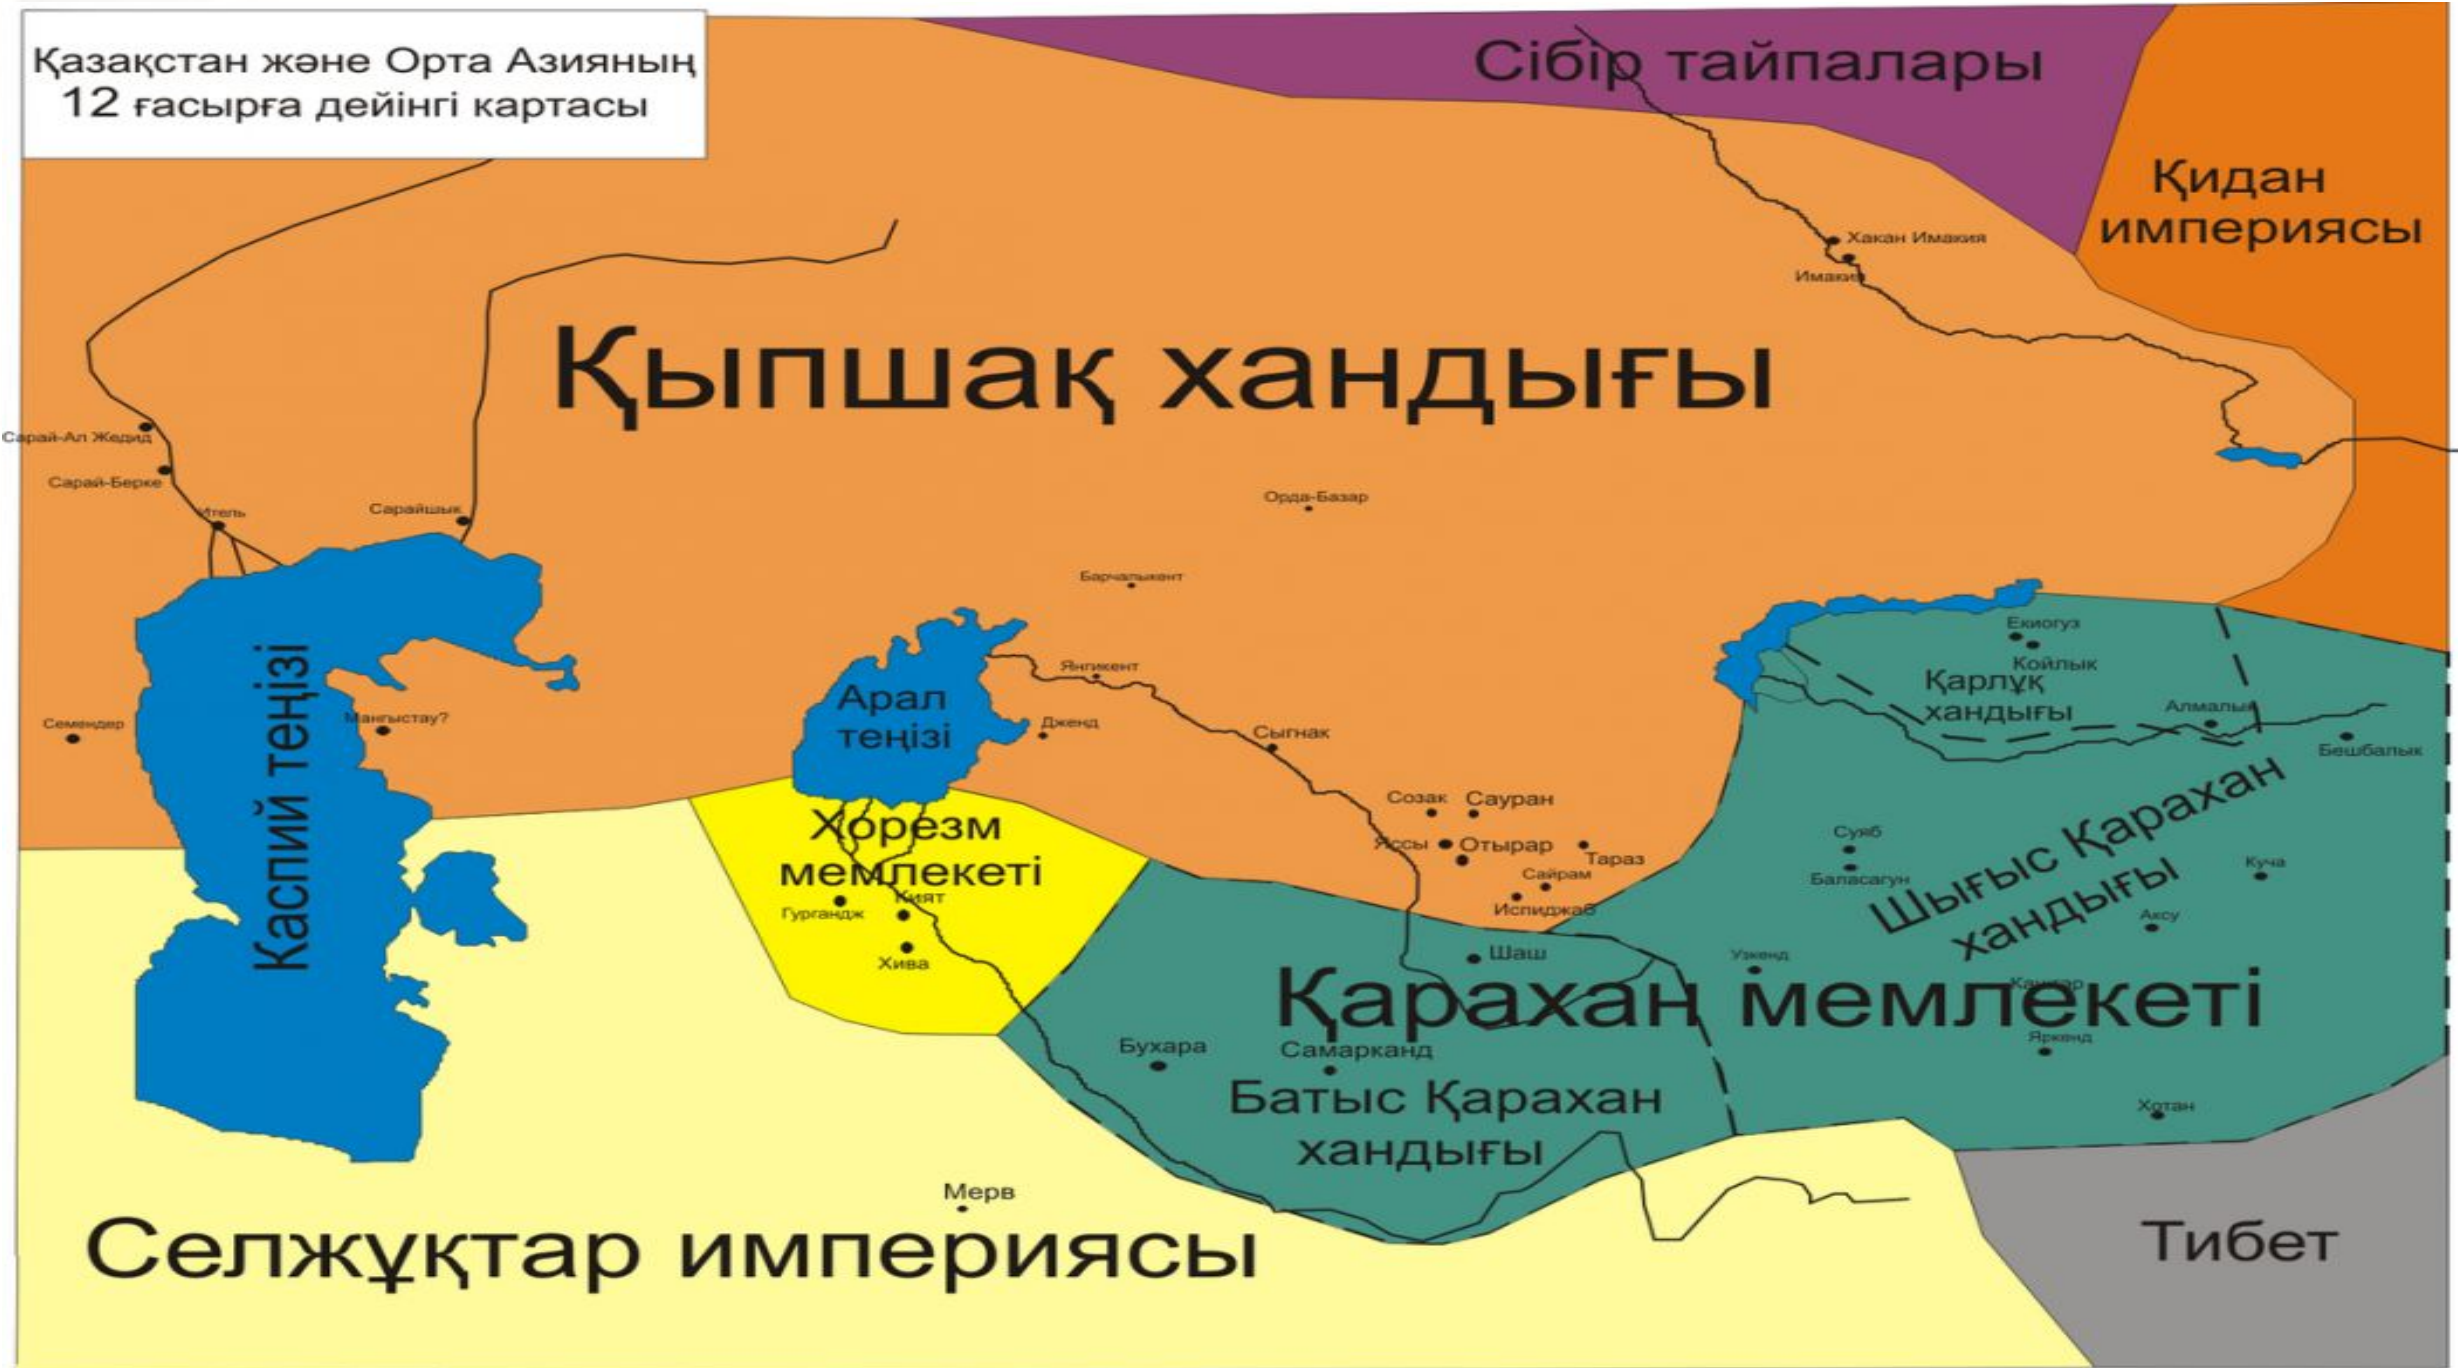 Қазақстан және Орта Азияның
12 ғасырға дейінгі картасы
Сібір тайпалары
Қидан
империясы
Хакан Имакия
Имакия
Қыпшақ хандығы
Сарай-Ал Жедид
Сарай-Берке
Итель
Сарайшык
Орда-Базар
Барчалыкент
Каспий теңізі
Семендер
Мангыстау?
Арал
теңізі
Янгикент
Дженд
Сыгнак
Екиогуз
Койлык
Қарлұқ
хандығы
Алмалык
Бешбалык
Созак
Сауран
Яссы
Отырар
Тараз
Сайрам
Испиджаб
Суяб
Баласагун
Шығыс Қарахан
хандығы
Куча
Аксу
Хорезм
мемлекеті
Кият
Гургандж
Хива
Шаш
Узкенд
Кашгар
Қарахан мемлекеті
Яркенд
Бухара
Самарканд
Батыс Қарахан
хандығы
Хотан
Мерв
Селжұқтар империясы
Тибет